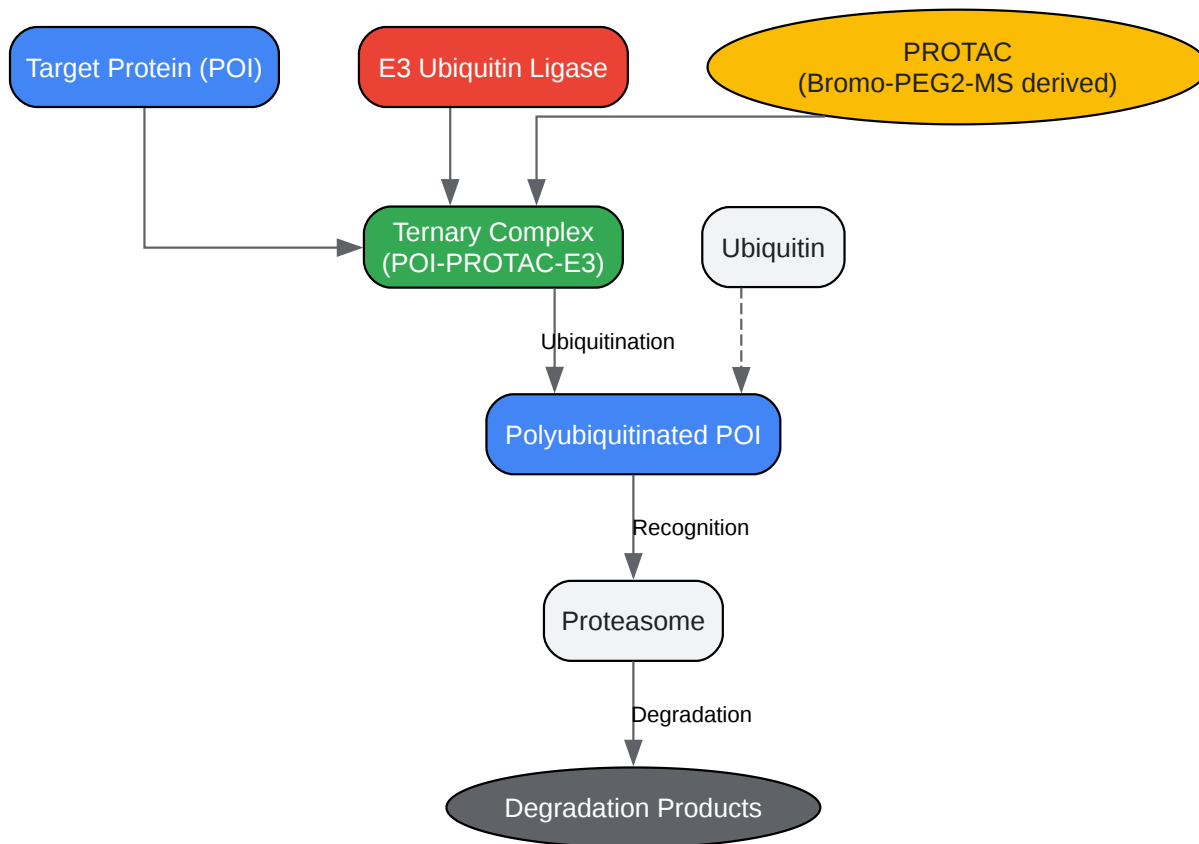 Target Protein (POI)
E3 Ubiquitin Ligase
PROTAC
(Bromo-PEG2-MS derived)
Ternary Complex
(POI-PROTAC-E3)
Ubiquitin
Ubiquitination
Polyubiquitinated POI
Recognition
Proteasome
Degradation
Degradation Products